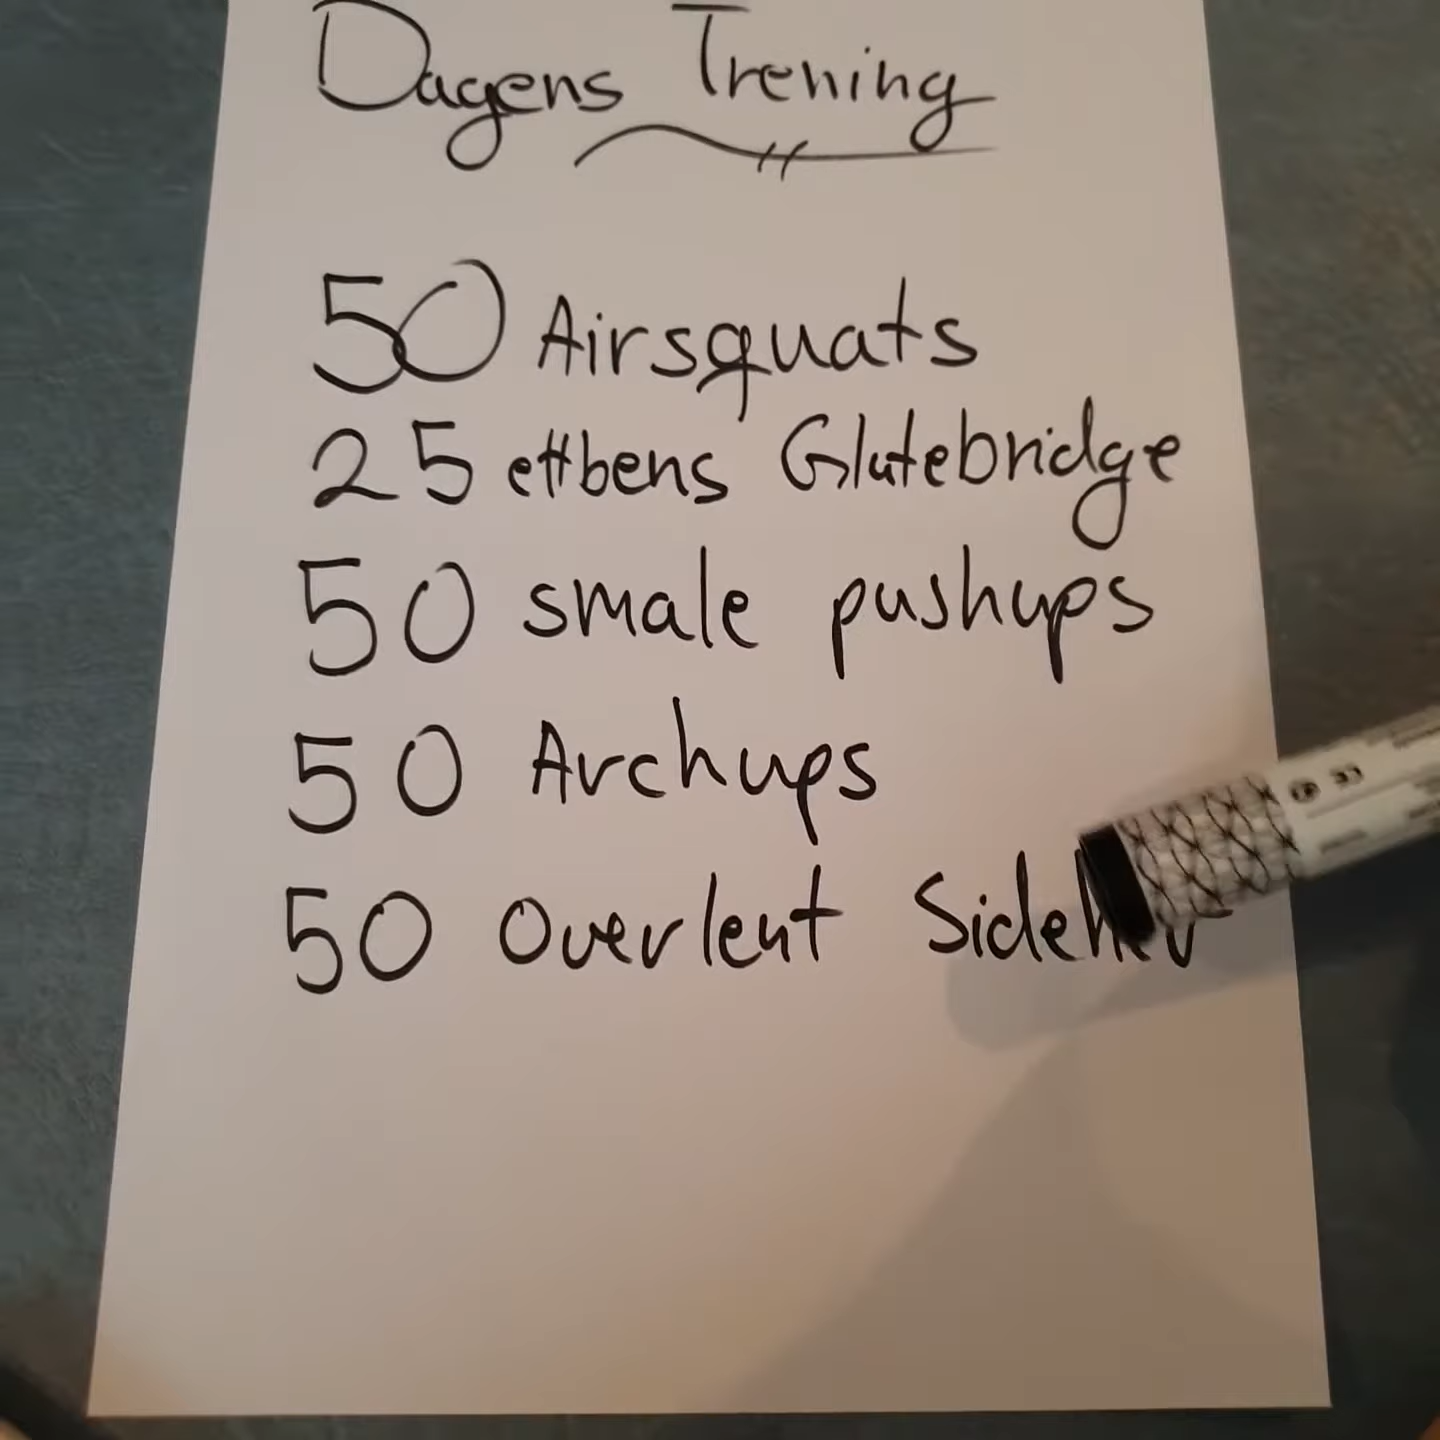 Dagens Trening
50 Airsquats
25 ettbens Glutebridge
50 smale pushups
50 Archups
50 Overlent